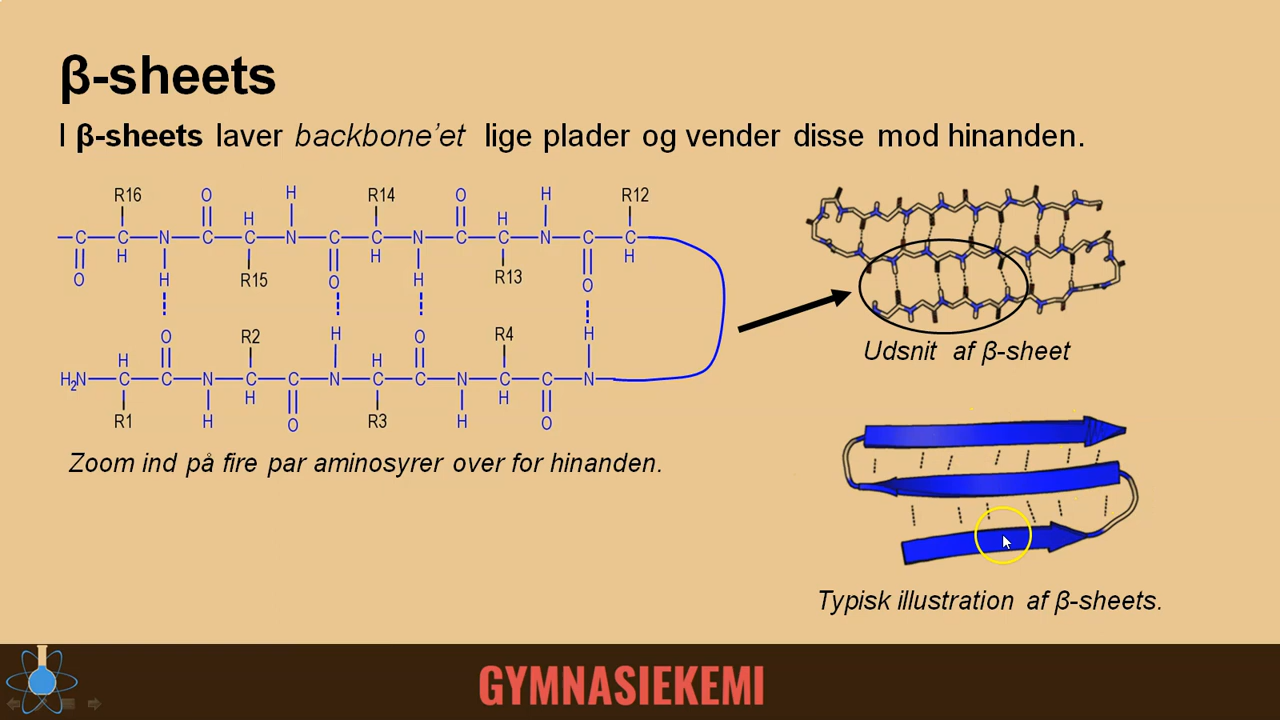 β-sheets
I β-sheets laver backbone'et lige plader og vender disse mod hinanden.
R16 O H R14 O H R12
H H
C C N C C N C C N C C N C C
O H H R15 O H H R13 O H
O R2 H O R4 H
H H
H2N C C N C C N C C N C C N
R1 H H O R3 H H O
Zoom ind på fire par aminosyrer over for hinanden.
Udsnit af β-sheet
Typisk illustration af β-sheets.
GYMNASIEKEMI